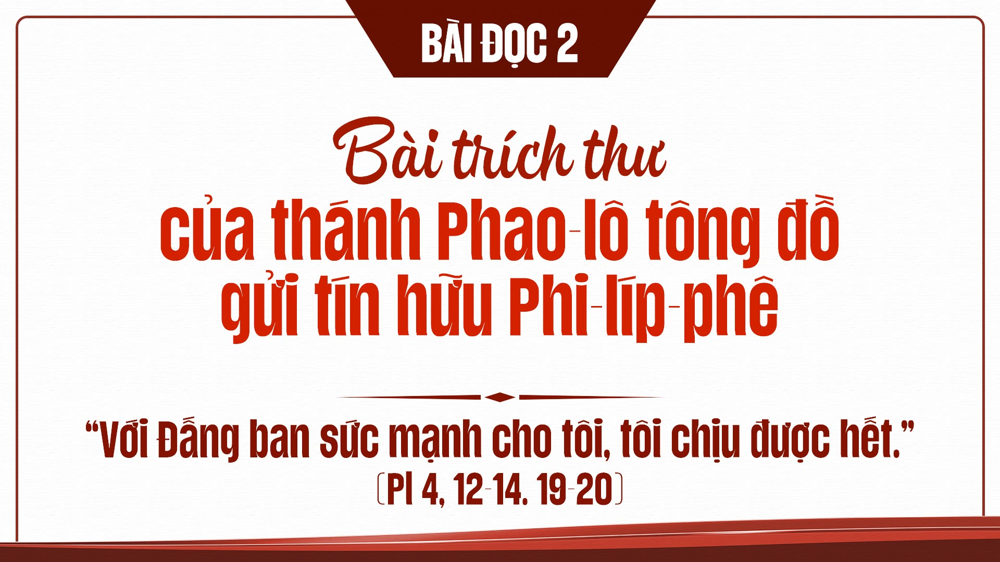 BÀI ĐỌC 2
Bài trích thư
của thánh Phao-lô tông đồ
gửi tín hữu Phi-líp-phê
“Với Đấng ban sức mạnh cho tôi, tôi chịu được hết.”
(Pl 4, 12-14. 19-20)